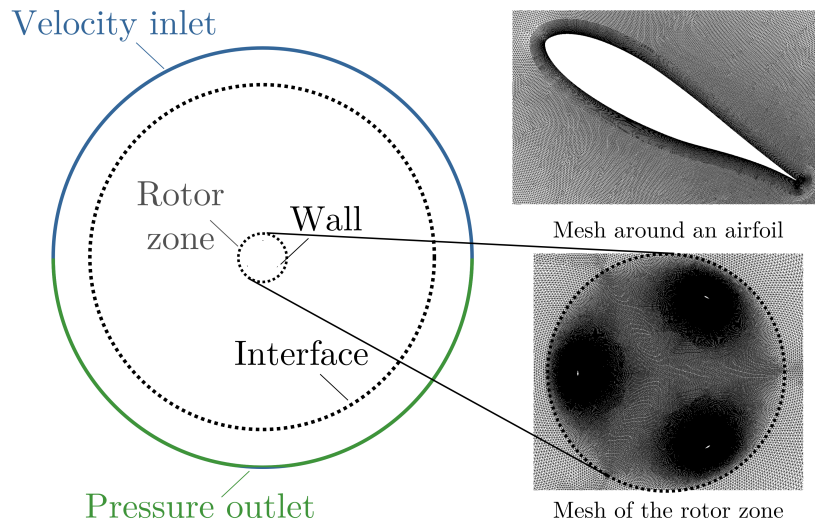 Velocity inlet
Rotor
zone
Wall
Interface
Pressure outlet
Mesh around an airfoil
Mesh of the rotor zone